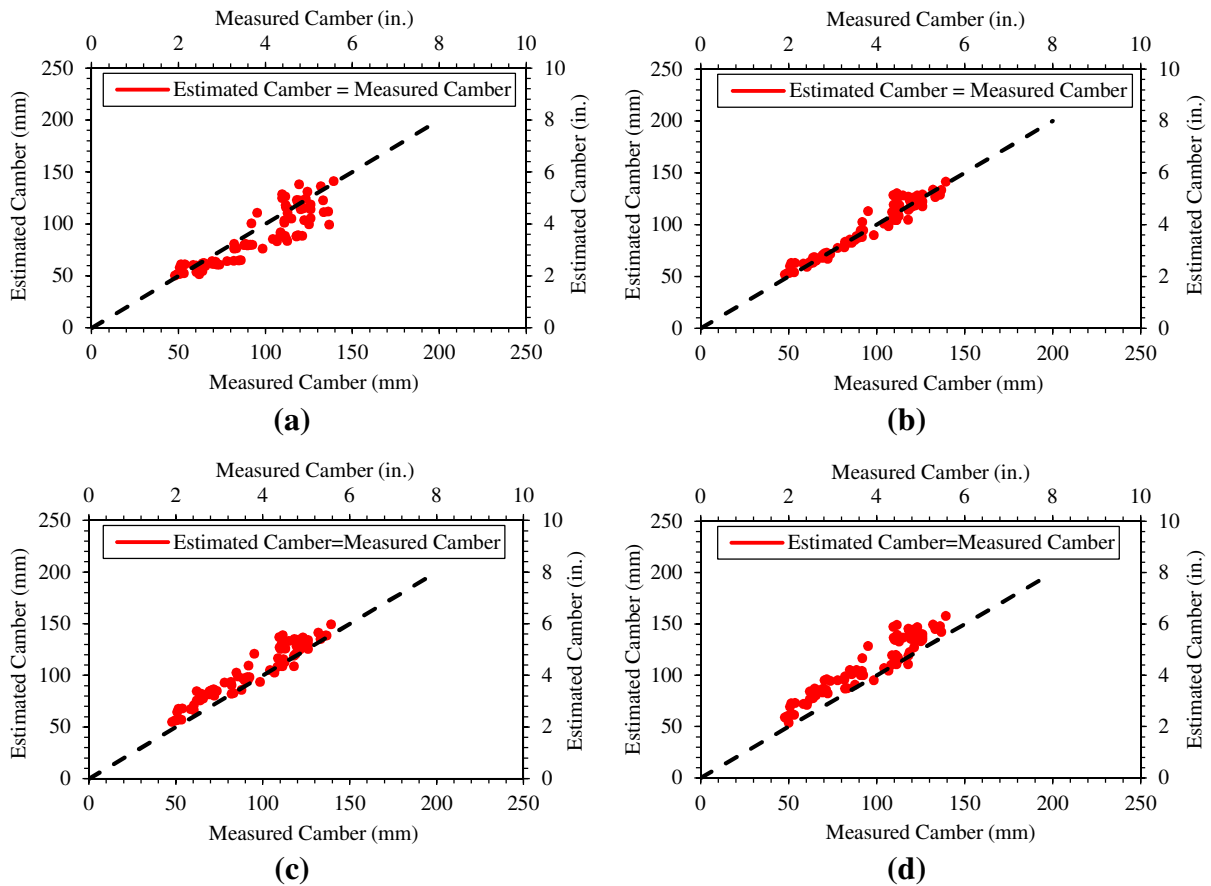 Measured Camber (in.)
0 2 4 6 8 10
Estimated Camber = Measured Camber
Estimated Camber (mm)
250
200
150
100
50
0
10
8
6
4
2
0
Estimated Camber (in.)
0 50 100 150 200 250
Measured Camber (mm)
(a)
Measured Camber (in.)
0 2 4 6 8 10
Estimated Camber = Measured Camber
Estimated Camber (mm)
250
200
150
100
50
0
10
8
6
4
2
0
Estimated Camber (in.)
0 50 100 150 200 250
Measured Camber (mm)
(b)
Measured Camber (in.)
0 2 4 6 8 10
Estimated Camber=Measured Camber
Estimated Camber (mm)
250
200
150
100
50
0
10
8
6
4
2
0
Estimated Camber (in.)
0 50 100 150 200 250
Measured Camber (mm)
(c)
Measured Camber (in.)
0 2 4 6 8 10
Estimated Camber=Measured Camber
Estimated Camber (mm)
250
200
150
100
50
0
10
8
6
4
2
0
Estimated Camber (in.)
0 50 100 150 200 250
Measured Camber (mm)
(d)